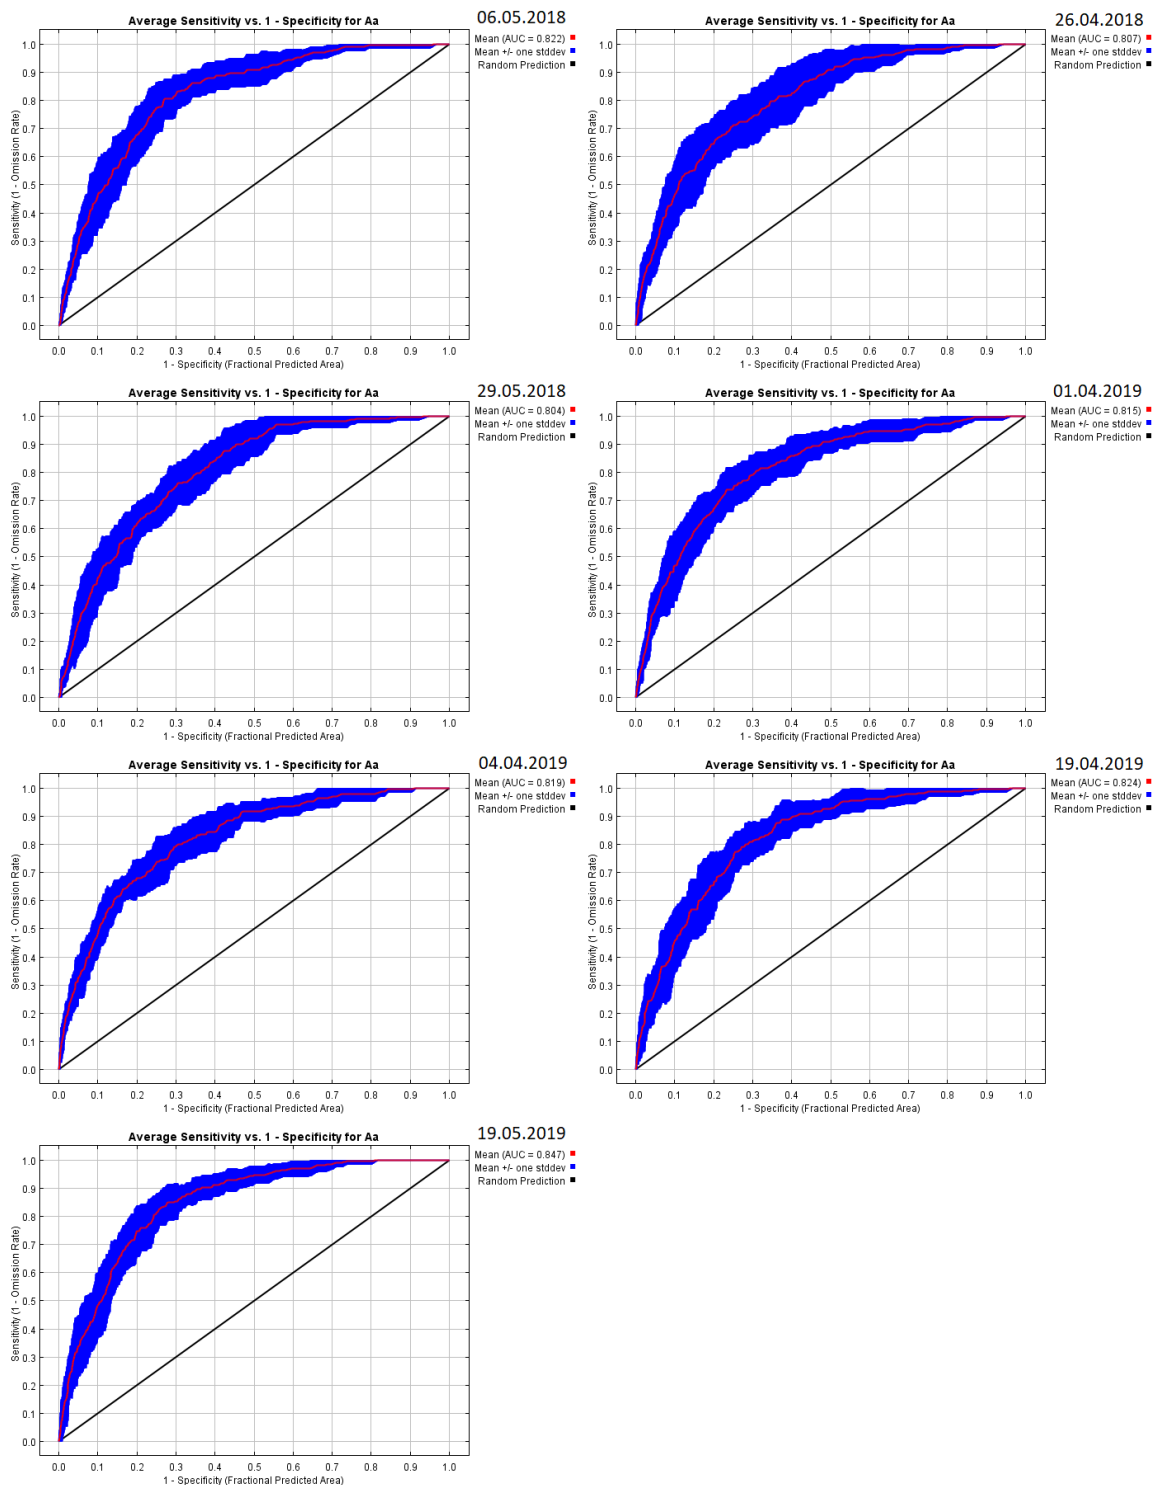 Average Sensitivity vs. 1 - Specificity for Aa
06.05.2018
Mean (AUC = 0.822)
Mean +/- one stddev
Random Prediction
Sensitivity (1 - Omission Rate)
1.0
0.9
0.8
0.7
0.6
0.5
0.4
0.3
0.2
0.1
0.0
0.0 0.1 0.2 0.3 0.4 0.5 0.6 0.7 0.8 0.9 1.0
1 - Specificity (Fractional Predicted Area)
Average Sensitivity vs. 1 - Specificity for Aa
26.04.2018
Mean (AUC = 0.807)
Mean +/- one stddev
Random Prediction
Sensitivity (1 - Omission Rate)
1.0
0.9
0.8
0.7
0.6
0.5
0.4
0.3
0.2
0.1
0.0
0.0 0.1 0.2 0.3 0.4 0.5 0.6 0.7 0.8 0.9 1.0
1 - Specificity (Fractional Predicted Area)
Average Sensitivity vs. 1 - Specificity for Aa
29.05.2018
Mean (AUC = 0.804)
Mean +/- one stddev
Random Prediction
Sensitivity (1 - Omission Rate)
1.0
0.9
0.8
0.7
0.6
0.5
0.4
0.3
0.2
0.1
0.0
0.0 0.1 0.2 0.3 0.4 0.5 0.6 0.7 0.8 0.9 1.0
1 - Specificity (Fractional Predicted Area)
Average Sensitivity vs. 1 - Specificity for Aa
01.04.2019
Mean (AUC = 0.815)
Mean +/- one stddev
Random Prediction
Sensitivity (1 - Omission Rate)
1.0
0.9
0.8
0.7
0.6
0.5
0.4
0.3
0.2
0.1
0.0
0.0 0.1 0.2 0.3 0.4 0.5 0.6 0.7 0.8 0.9 1.0
1 - Specificity (Fractional Predicted Area)
Average Sensitivity vs. 1 - Specificity for Aa
04.04.2019
Mean (AUC = 0.819)
Mean +/- one stddev
Random Prediction
Sensitivity (1 - Omission Rate)
1.0
0.9
0.8
0.7
0.6
0.5
0.4
0.3
0.2
0.1
0.0
0.0 0.1 0.2 0.3 0.4 0.5 0.6 0.7 0.8 0.9 1.0
1 - Specificity (Fractional Predicted Area)
Average Sensitivity vs. 1 - Specificity for Aa
19.04.2019
Mean (AUC = 0.824)
Mean +/- one stddev
Random Prediction
Sensitivity (1 - Omission Rate)
1.0
0.9
0.8
0.7
0.6
0.5
0.4
0.3
0.2
0.1
0.0
0.0 0.1 0.2 0.3 0.4 0.5 0.6 0.7 0.8 0.9 1.0
1 - Specificity (Fractional Predicted Area)
Average Sensitivity vs. 1 - Specificity for Aa
19.05.2019
Mean (AUC = 0.847)
Mean +/- one stddev
Random Prediction
Sensitivity (1 - Omission Rate)
1.0
0.9
0.8
0.7
0.6
0.5
0.4
0.3
0.2
0.1
0.0
0.0 0.1 0.2 0.3 0.4 0.5 0.6 0.7 0.8 0.9 1.0
1 - Specificity (Fractional Predicted Area)